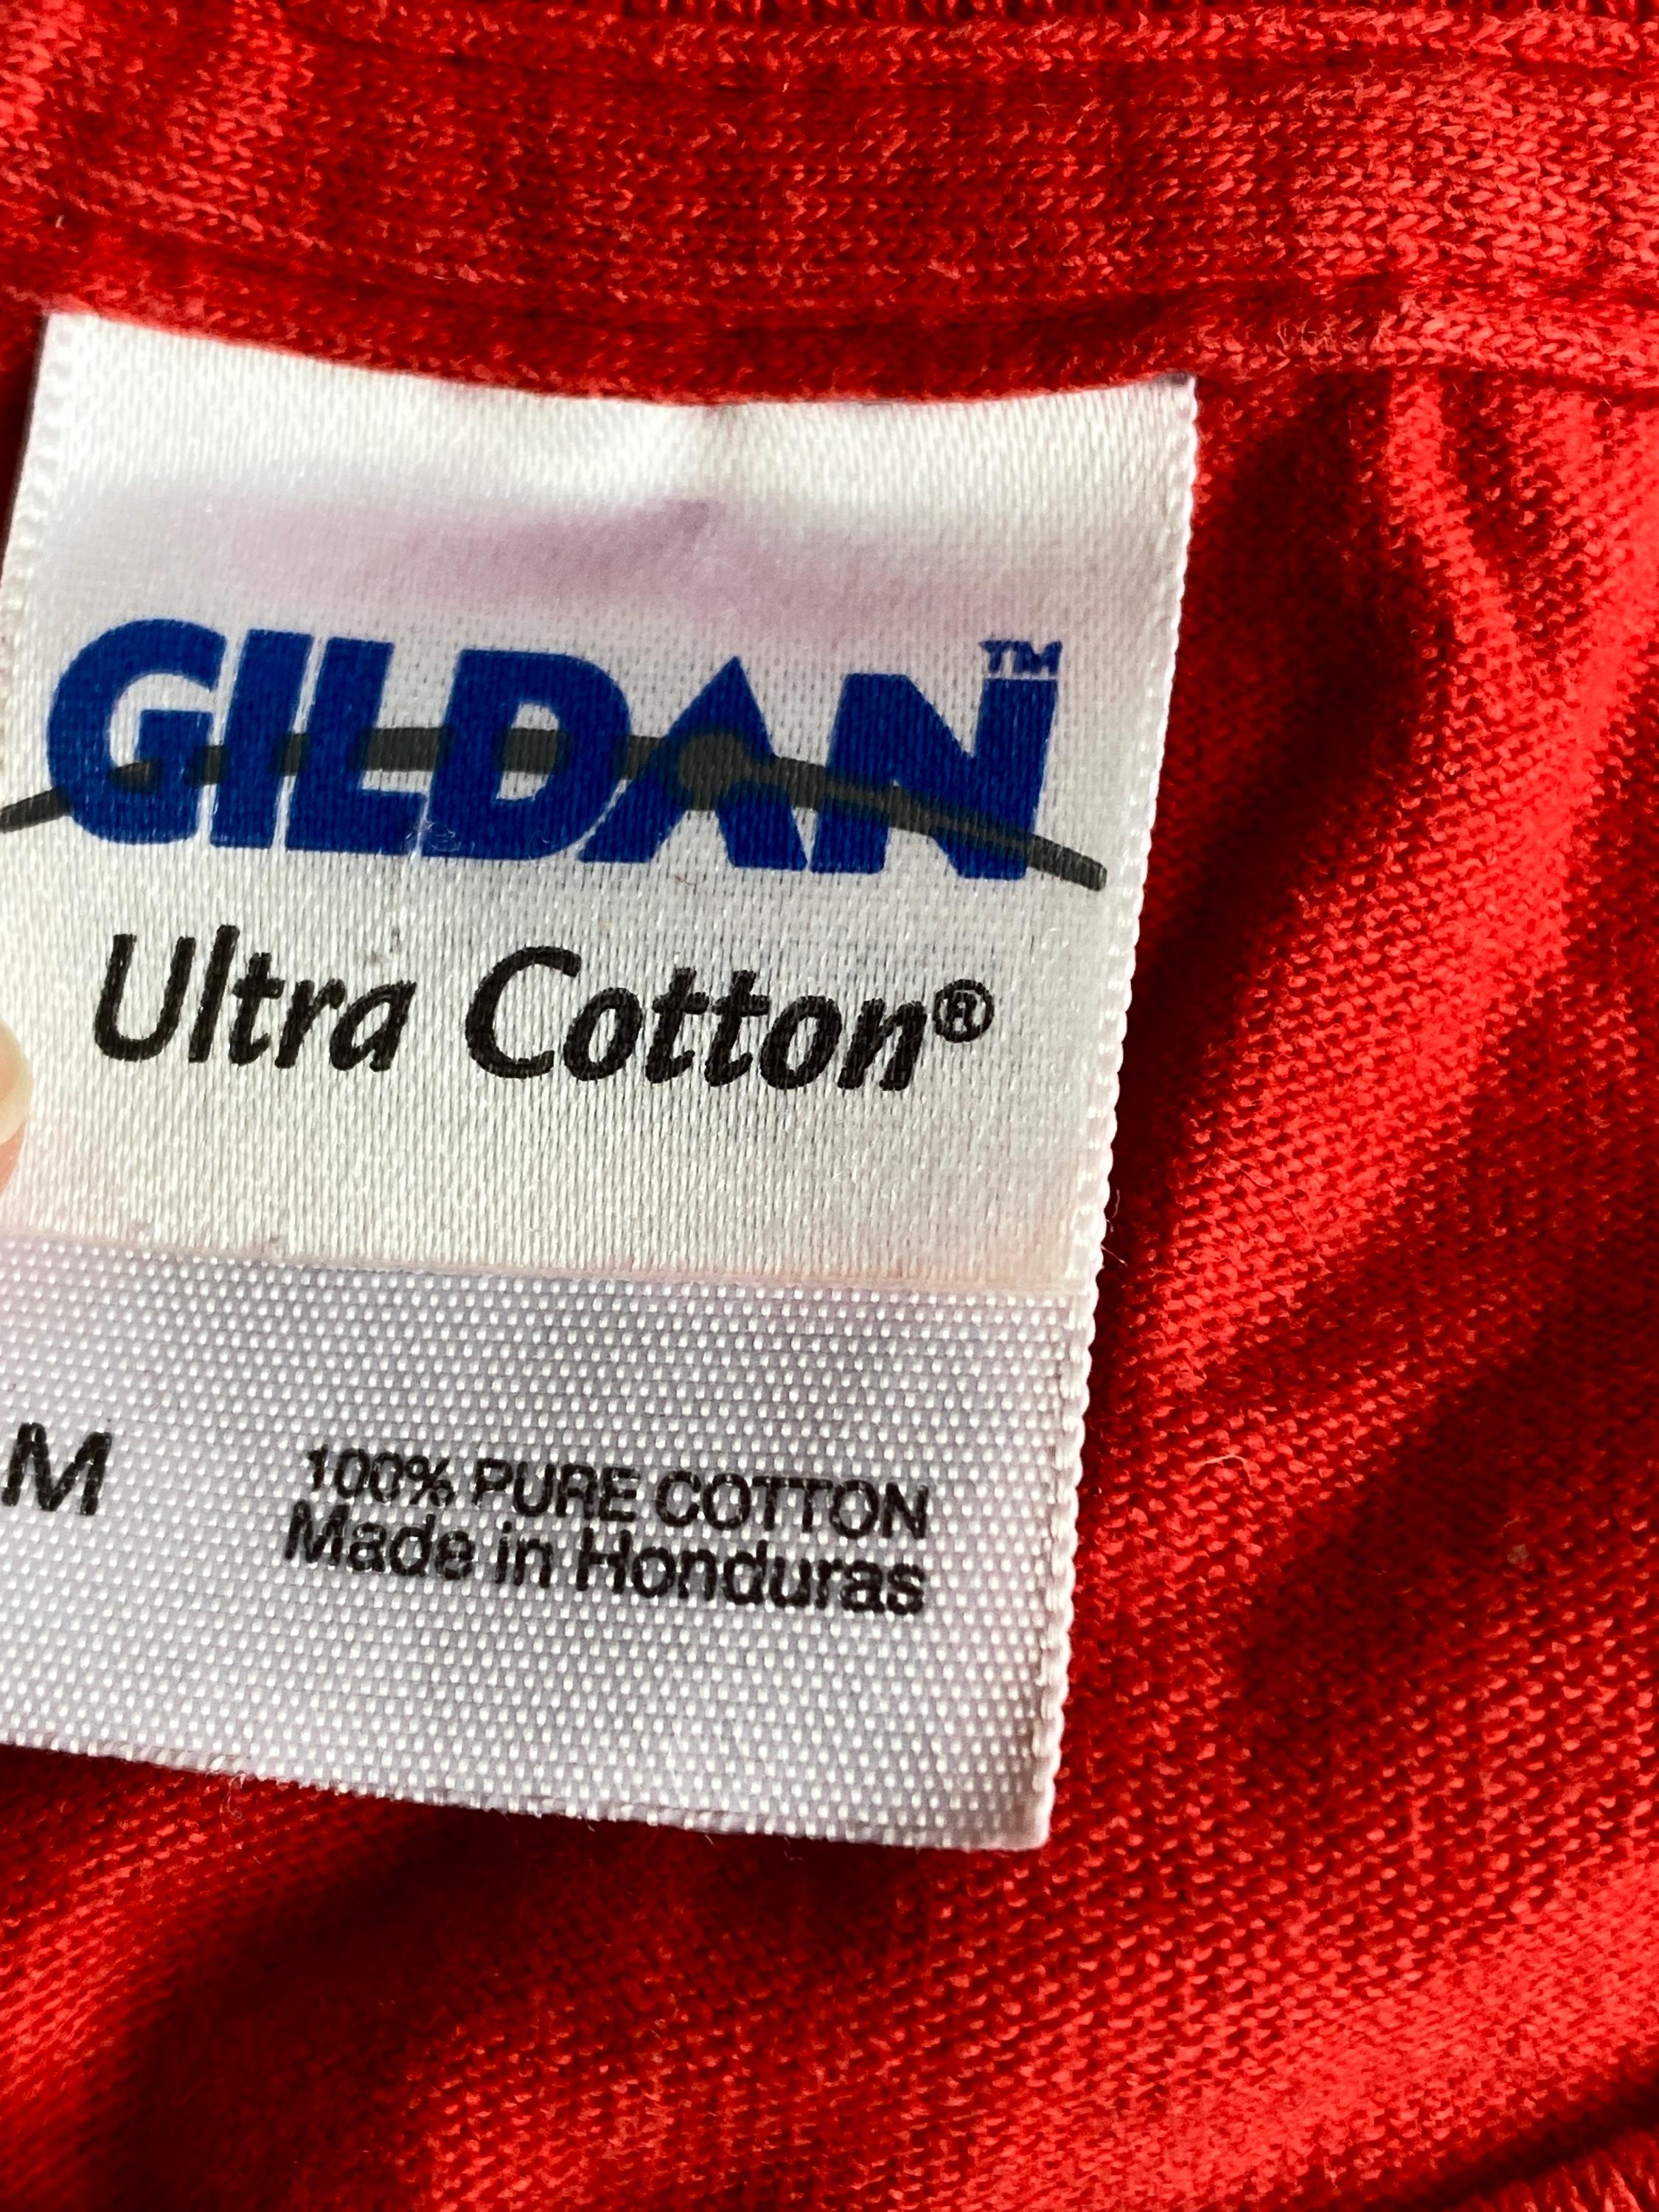 GILDAN™
Ultra Cotton®
M 100% PURE COTTON
Made in Honduras